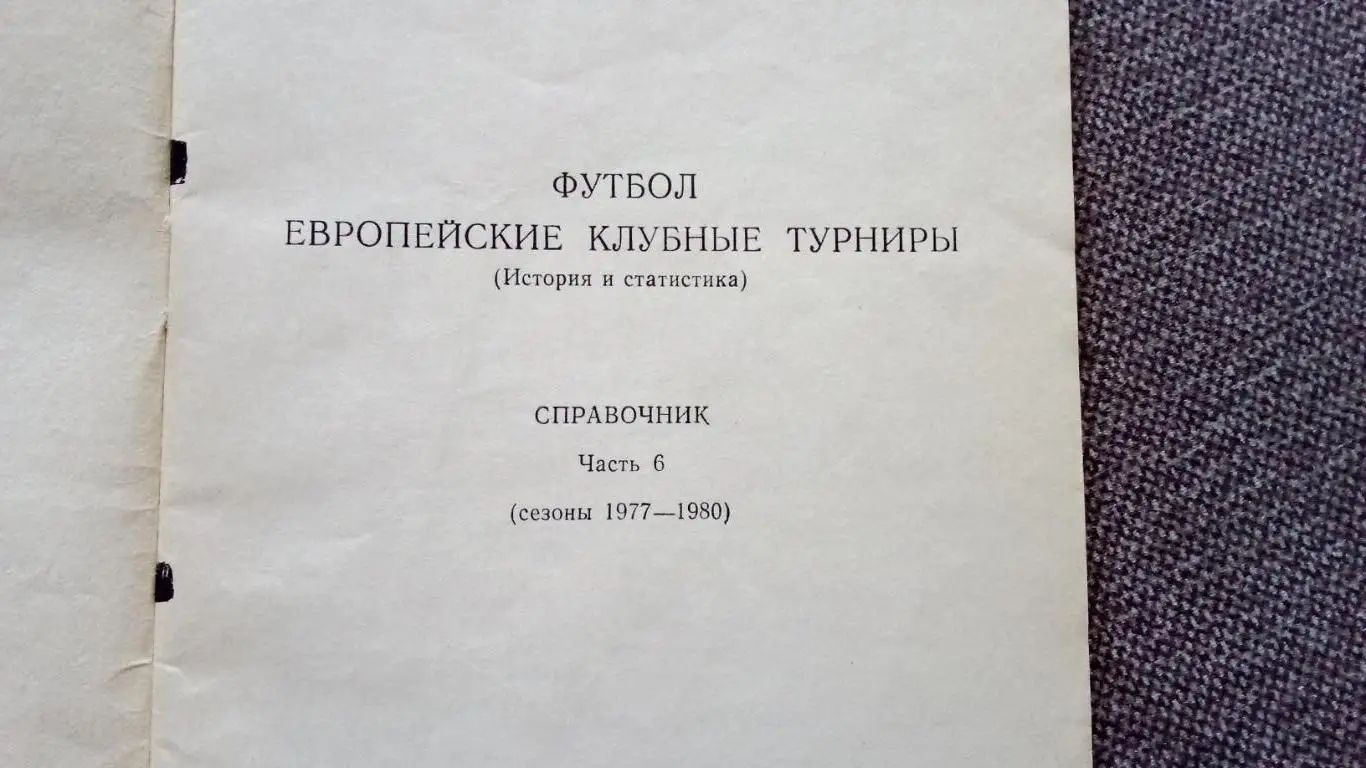 ФУТБОЛ
ЕВРОПЕЙСКИЕ КЛУБНЫЕ ТУРНИРЫ
(История и статистика)
СПРАВОЧНИК
Часть 6
(сезоны 1977—1980)